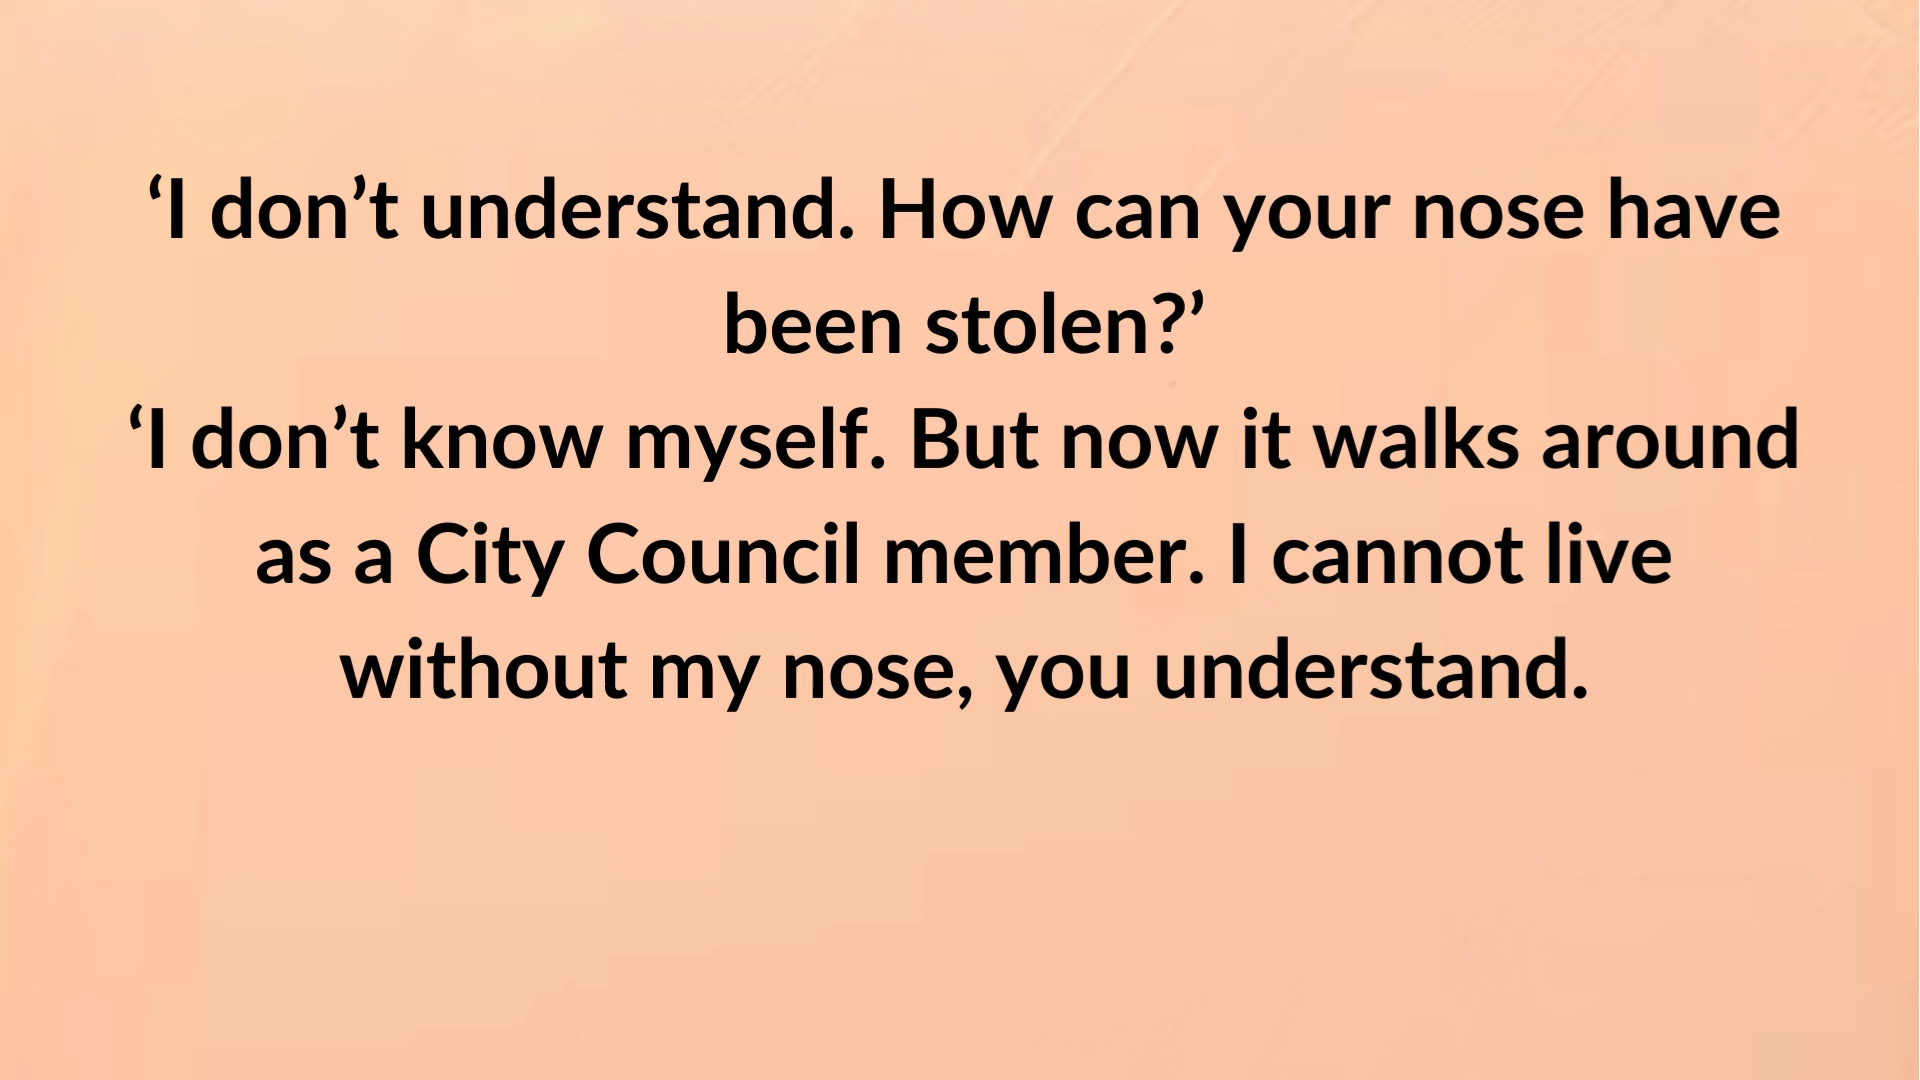 ‘I don’t understand. How can your nose have
been stolen?’
‘I don’t know myself. But now it walks around
as a City Council member. I cannot live
without my nose, you understand.